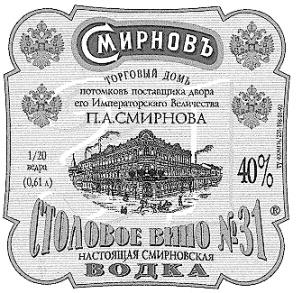 СМИРНОВЪ
ТОРГОВЫЙ ДОМЪ
потомковъ поставщика двора
его Императорскаго Величества
П.А.СМИРНОВА
1/20
ведра
(0,61 л)
40%
СТОЛОВОЕ ВИНО №31®
НАСТОЯЩАЯ СМИРНОВСКАЯ
ВОДКА